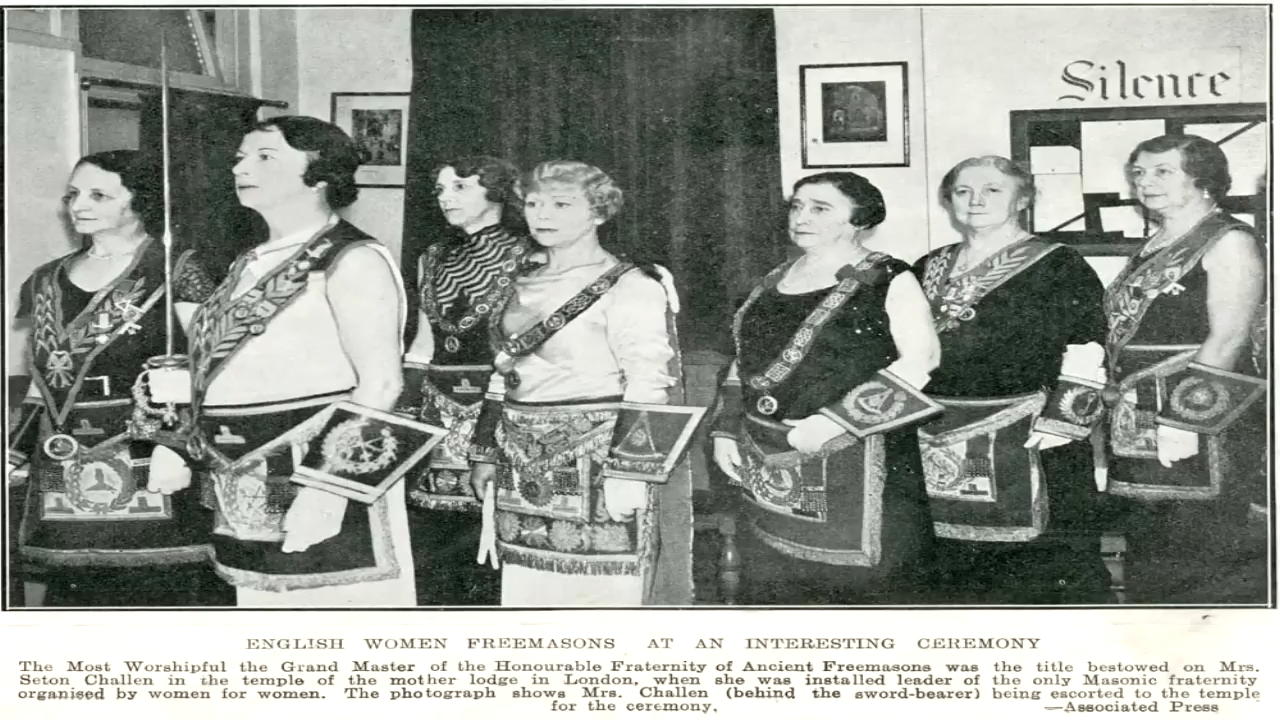 Silence
ENGLISH WOMEN FREEMASONS AT AN INTERESTING CEREMONY
The Most Worshipful the Grand Master of the Honourable Fraternity of Ancient Freemasons was the title bestowed on Mrs.
Seton Challen in the temple of the mother lodge in London, when she was installed leader of the only Masonic fraternity
organised by women for women. The photograph shows Mrs. Challen (behind the sword-bearer) being escorted to the temple
for the ceremony. —Associated Press